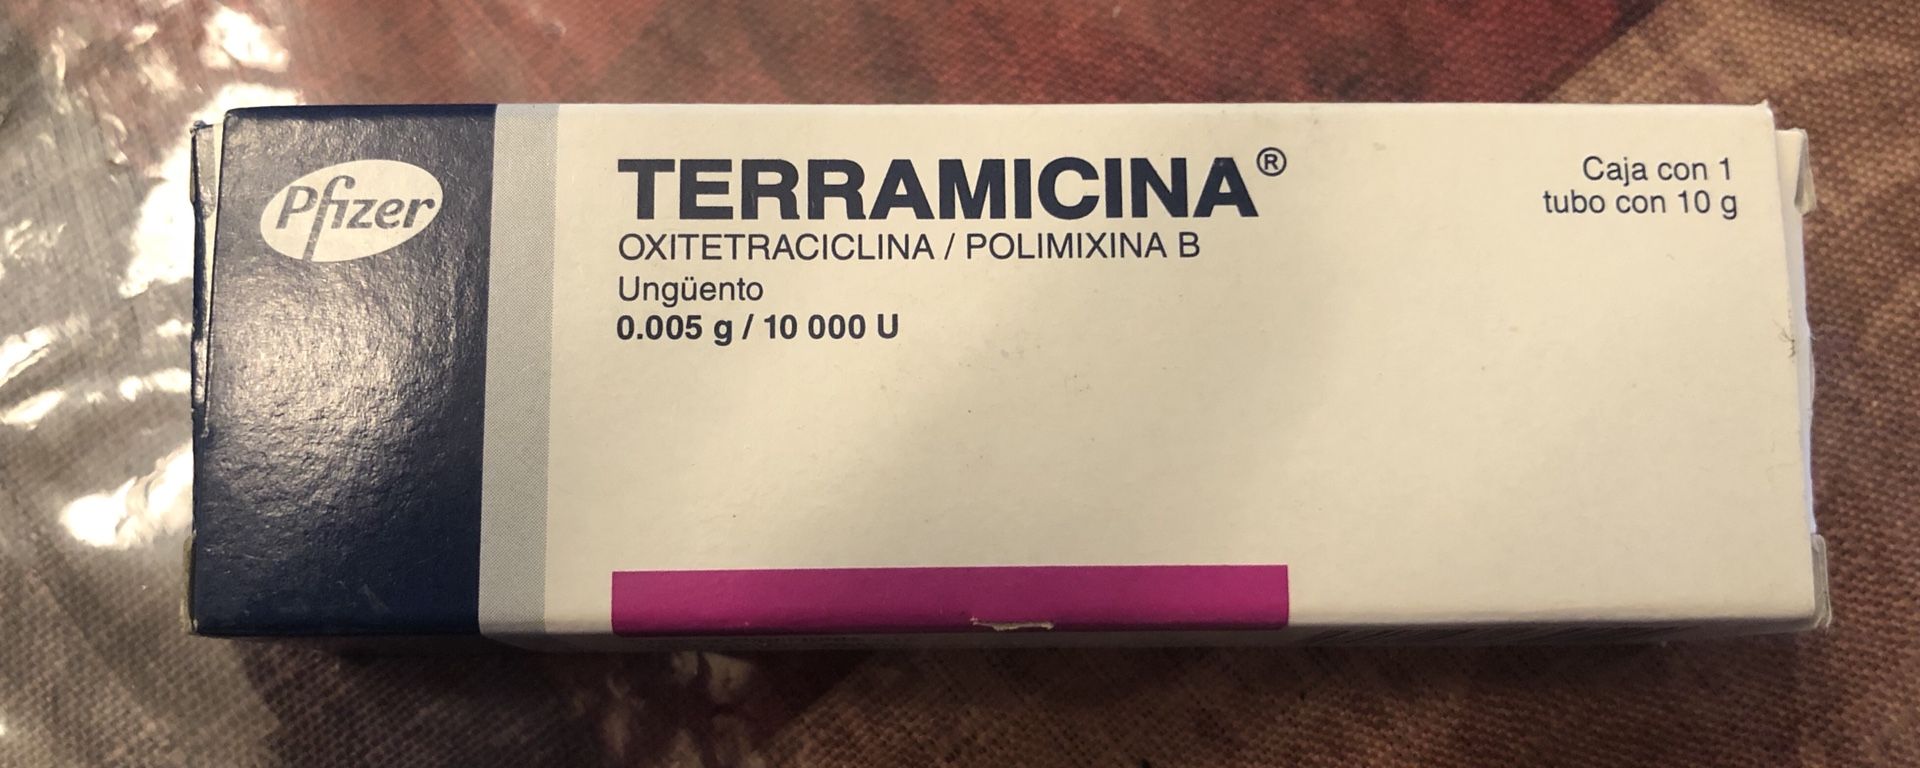 Pfizer
TERRAMICINA®
OXITETRACICLINA / POLIMIXINA B
Ungüento
0.005 g / 10 000 U
Caja con 1
tubo con 10 g